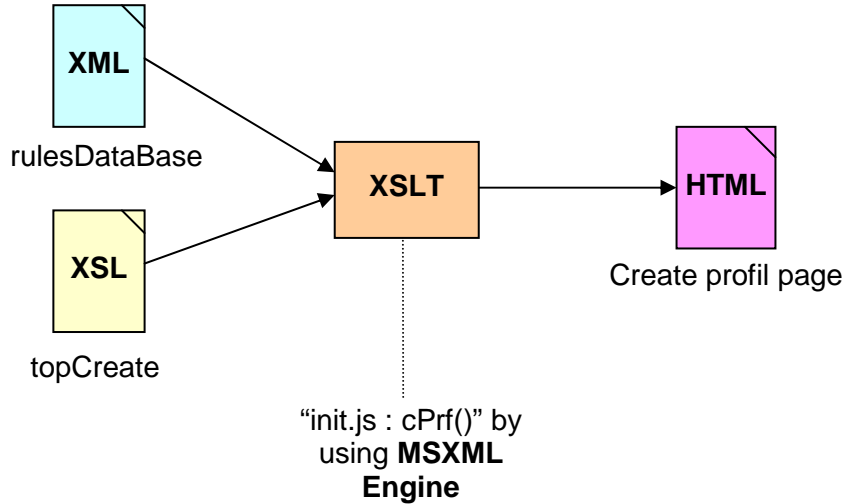 XML
rulesDataBase
XSL
topCreate
XSLT
"init.js : cPrf()" by
using MSXML
Engine
HTML
Create profil page